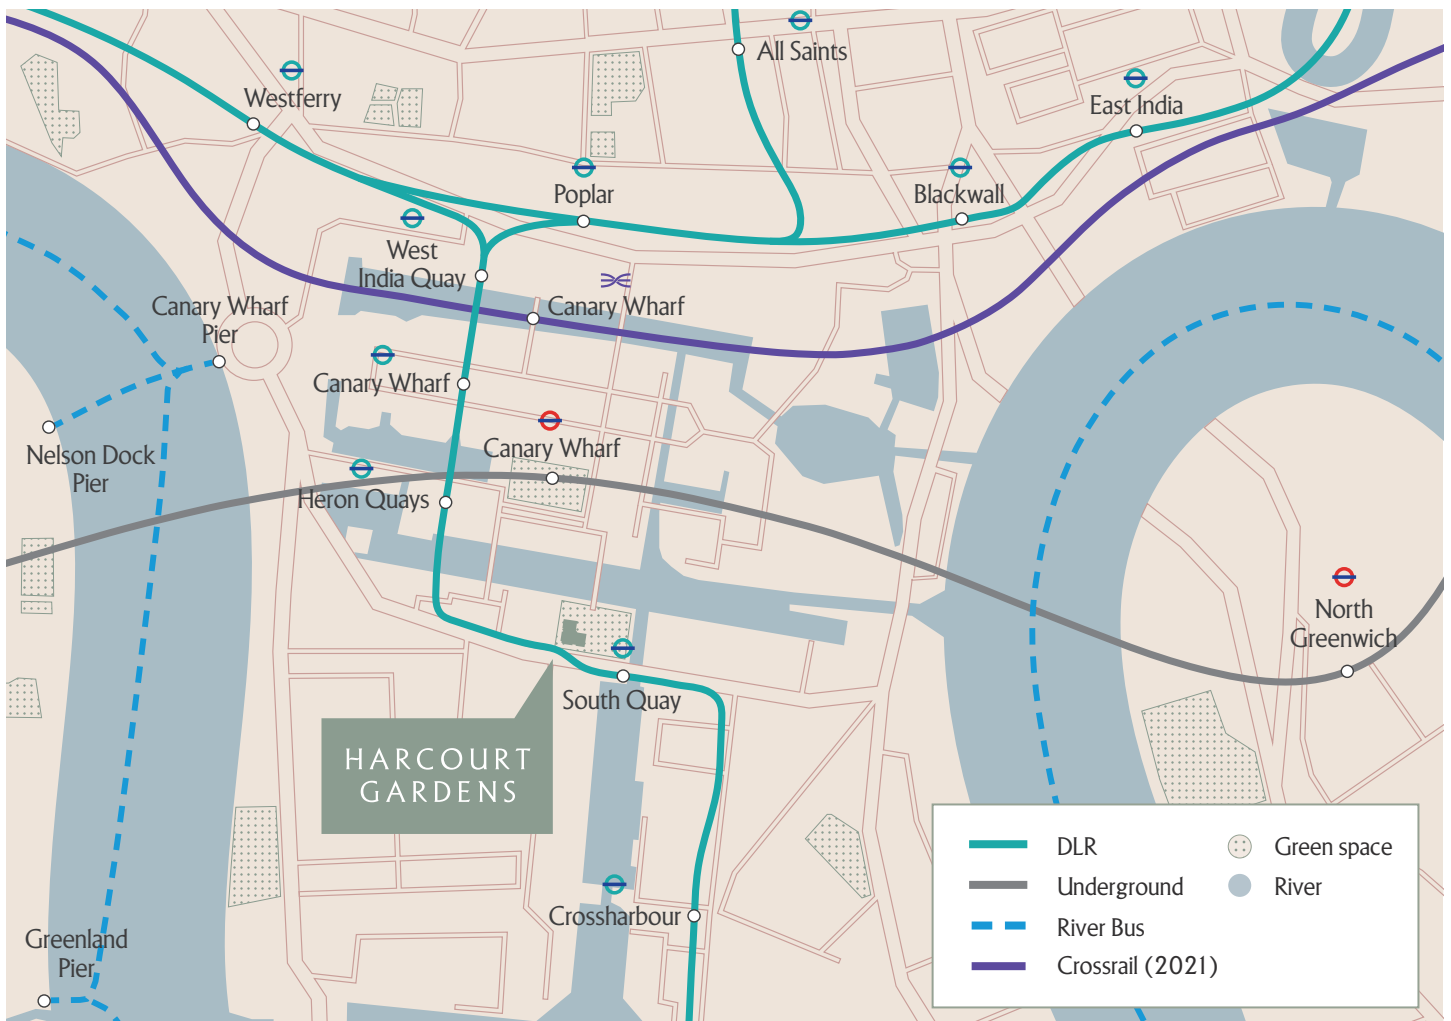 All Saints
Westferry
East India
Poplar
Blackwall
West
India Quay
Canary Wharf
Pier
Canary Wharf
Canary Wharf
Canary Wharf
Nelson Dock
Pier
Heron Quays
North
Greenwich
South Quay
HARCOURT
GARDENS
Crossharbour
Greenland
Pier
DLR
Underground
River Bus
Crossrail (2021)
Green space
River